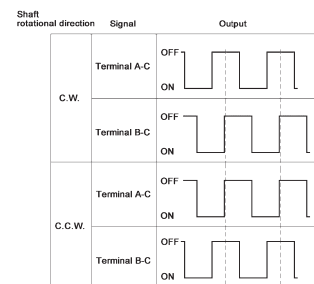 Shaft
rotational direction Signal Output
C.W.
Terminal A-C
OFF
ON
Terminal B-C
OFF
ON
C.C.W.
Terminal A-C
OFF
ON
Terminal B-C
OFF
ON